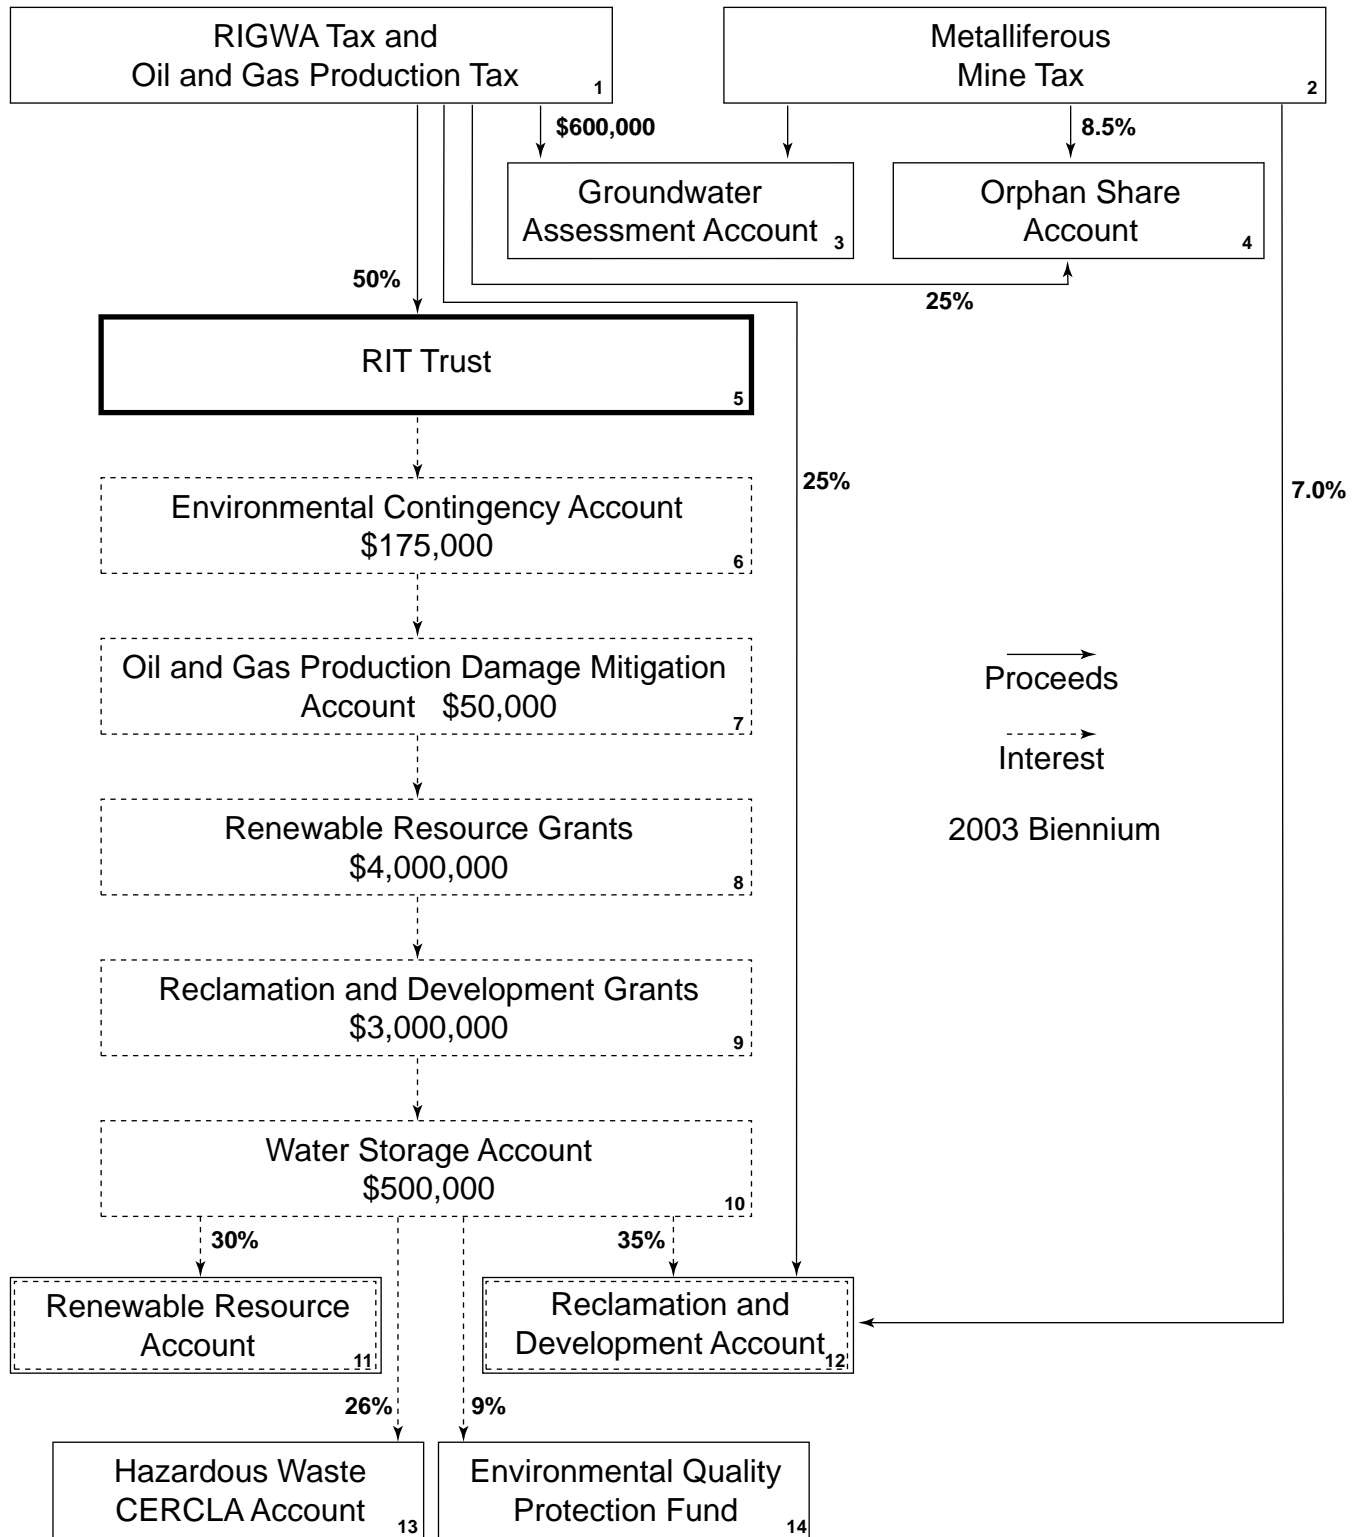 RIGWA Tax and
Oil and Gas Production Tax
1
Metalliferous
Mine Tax
2
$600,000
8.5%
Groundwater
Assessment Account
3
Orphan Share
Account
4
50%
25%
RIT Trust
5
25%
7.0%
Environmental Contingency Account
$175,000
6
Oil and Gas Production Damage Mitigation
Account $50,000
7
Proceeds
Interest
2003 Biennium
Renewable Resource Grants
$4,000,000
8
Reclamation and Development Grants
$3,000,000
9
Water Storage Account
$500,000
10
30%
35%
Renewable Resource
Account
11
Reclamation and
Development Account
12
26%
9%
Hazardous Waste
CERCLA Account
13
Environmental Quality
Protection Fund
14